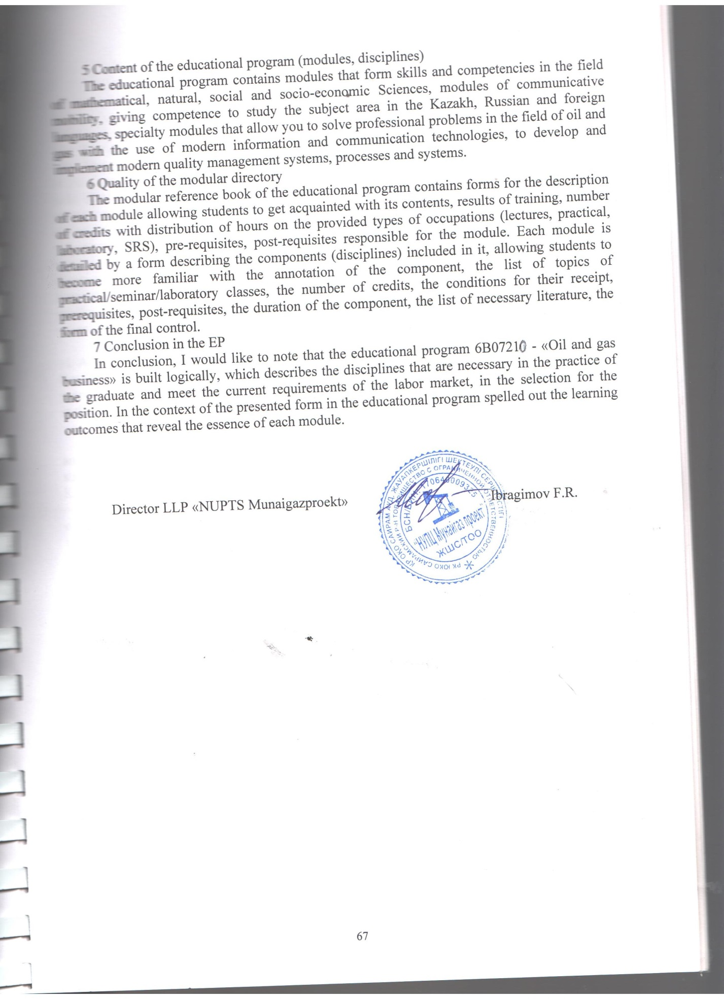 5 Content of the educational program (modules, disciplines)
The educational program contains modules that form skills and competencies in the field
of mathematical, natural, social and socio-economic Sciences, modules of communicative
mobility, giving competence to study the subject area in the Kazakh, Russian and foreign
languages, specialty modules that allow you to solve professional problems in the field of oil and
gas with the use of modern information and communication technologies, to develop and
implement modern quality management systems, processes and systems.
6 Quality of the modular directory
The modular reference book of the educational program contains forms for the description
of each module allowing students to get acquainted with its contents, results of training, number
of credits with distribution of hours on the provided types of occupations (lectures, practical,
laboratory, SRS), pre-requisites, post-requisites responsible for the module. Each module is
detailed by a form describing the components (disciplines) included in it, allowing students to
become more familiar with the annotation of the component, the list of topics of
practical/seminar/laboratory classes, the number of credits, the conditions for their receipt,
prerequisites, post-requisites, the duration of the component, the list of necessary literature, the
form of the final control.
7 Conclusion in the EP
In conclusion, I would like to note that the educational program 6B07210 - «Oil and gas
business» is built logically, which describes the disciplines that are necessary in the practice of
the graduate and meet the current requirements of the labor market, in the selection for the
position. In the context of the presented form in the educational program spelled out the learning
outcomes that reveal the essence of each module.
Director LLP «NUPTS Munaigazproekt»
Ibragimov F.R.
ҚР ОҚО САЙРАМ АУД. ЖАУАПКЕРШІЛІГІ ШЕКТЕУЛІ СЕРІКТЕСТІГІ
РК ЮКО САЙРАМСКИЙ Р-Н ТОВАРИЩЕСТВО С ОГРАНИЧЕННОЙ ОТВЕТСТВЕННОСТЬЮ
"НУПЦ Мунайгаз проект"
ЖШС/ТОО
67